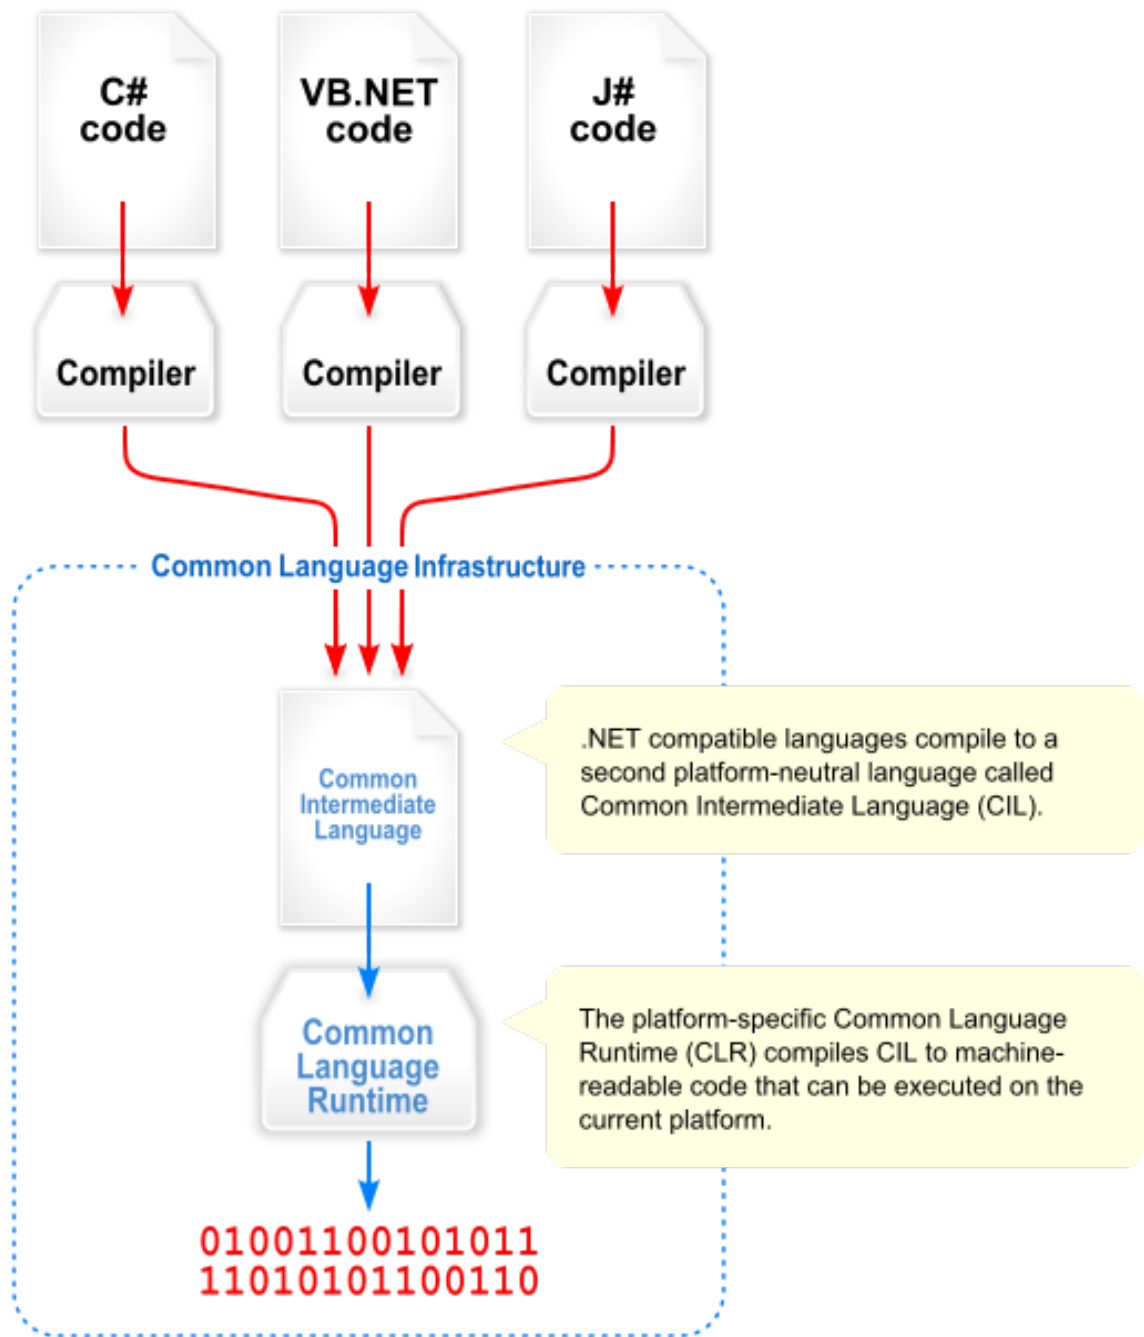 C#
code
VB.NET
code
J#
code
Compiler
Compiler
Compiler
Common Language Infrastructure
Common
Intermediate
Language
.NET compatible languages compile to a
second platform-neutral language called
Common Intermediate Language (CIL).
Common
Language
Runtime
The platform-specific Common Language
Runtime (CLR) compiles CIL to machine-
readable code that can be executed on the
current platform.
01001100101011
11010101100110